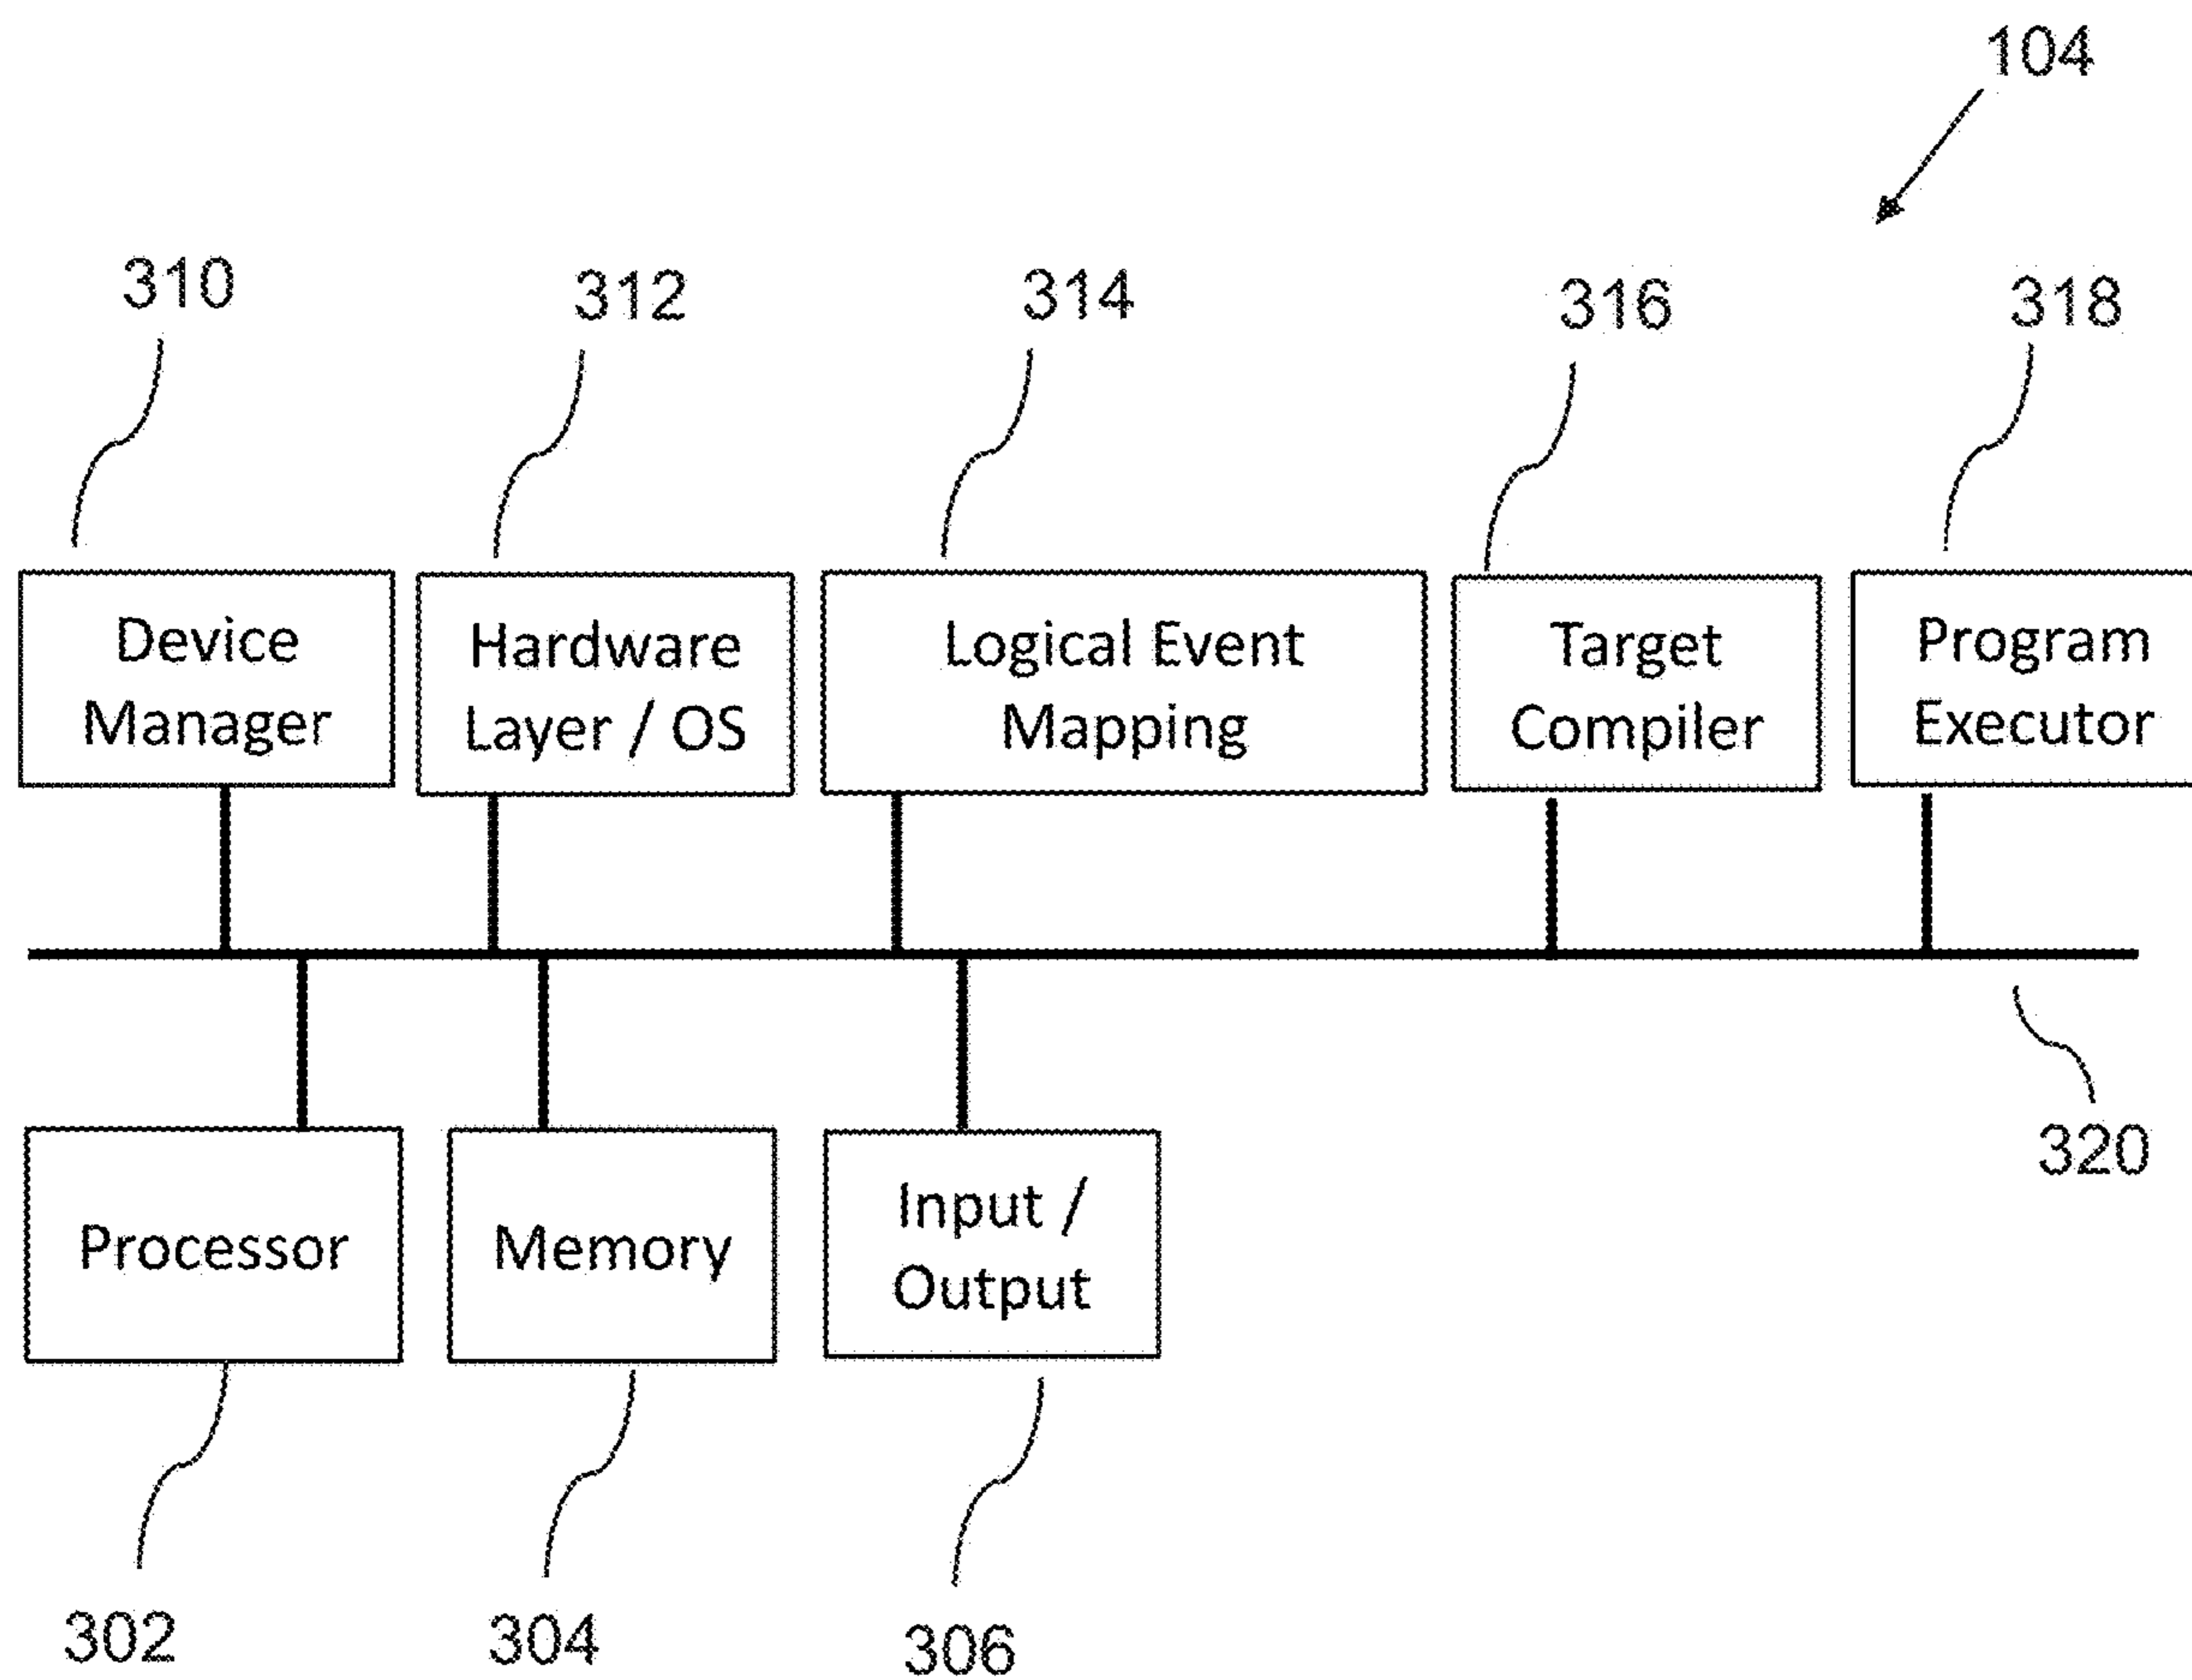 104
310
312
314
316
318
Device
Manager
Hardware
Layer / OS
Logical Event
Mapping
Target
Compiler
Program
Executor
320
Processor
Memory
Input /
Output
302
304
306